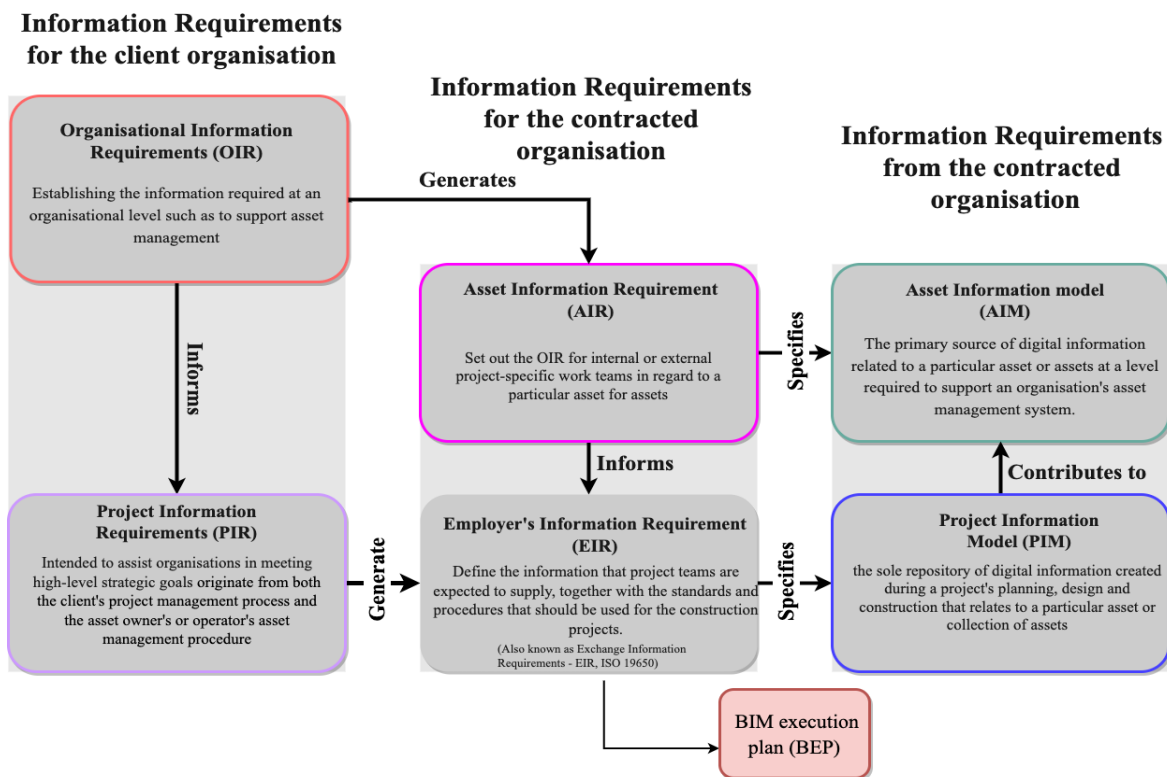 Information Requirements
for the client organisation
Organisational Information
Requirements (OIR)
Establishing the information required at an
organisational level such as to support asset
management
Informs
Project Information
Requirements (PIR)
Intended to assist organisations in meeting
high-level strategic goals originate from both
the client's project management process and
the asset owner's or operator's asset
management procedure
Information Requirements
for the contracted
organisation
Generates
Asset Information Requirement
(AIR)
Set out the OIR for internal or external
project-specific work teams in regard to a
particular asset for assets
Informs
Generate
Employer's Information Requirement
(EIR)
Define the information that project teams are
expected to supply, together with the standards and
procedures that should be used for the construction
projects.
(Also known as Exchange Information
Requirements - EIR, ISO 19650)
BIM execution
plan (BEP)
Information Requirements
from the contracted
organisation
Specifies
Asset Information model
(AIM)
The primary source of digital information
related to a particular asset or assets at a level
required to support an organisation's asset
management system.
Contributes to
Specifies
Project Information
Model (PIM)
the sole repository of digital information created
during a project's planning, design and
construction that relates to a particular asset or
collection of assets